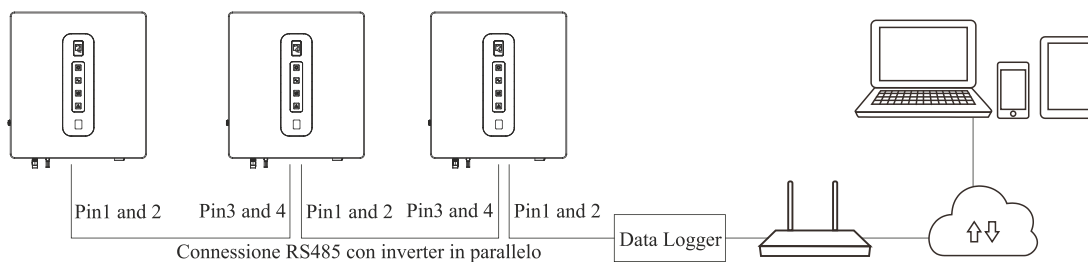 Pin1 and 2
Pin3 and 4
Pin1 and 2
Pin3 and 4
Pin1 and 2
Data Logger
Connessione RS485 con inverter in parallelo